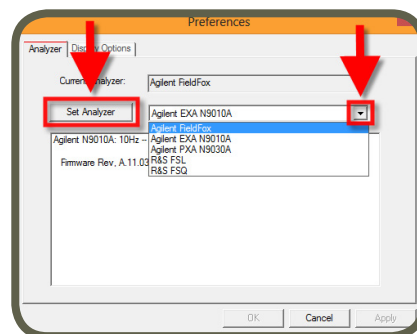 Preferences
Analyzer Display Options
Current Analyzer: Agilent FieldFox
Set Analyzer Agilent EXA N9010A
Agilent FieldFox
Agilent N9010A: 10Hz -- Agilent EXA N9010A
Agilent PXA N9030A
Firmware Rev, A.11.03 R&S FSL
R&S FSQ
OK Cancel Apply